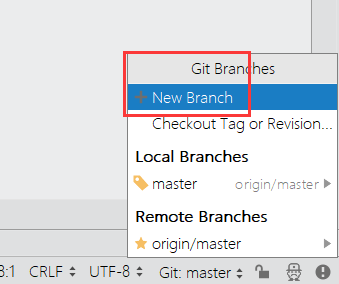 Git Branches
New Branch
Checkout Tag or Revision...
Local Branches
master origin/master
Remote Branches
origin/master
8:1 CRLF UTF-8 Git: master